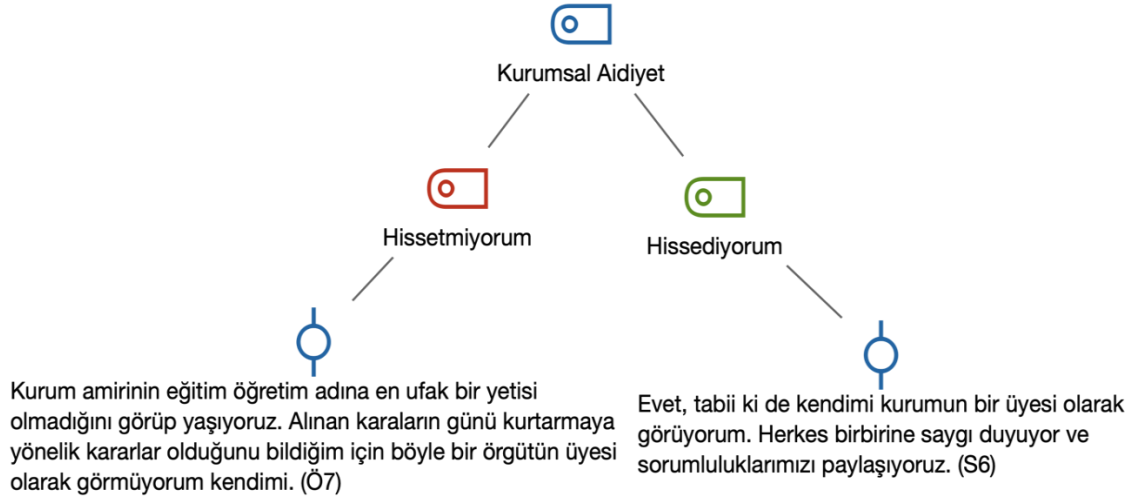 Kurumsal Aidiyet
Hissetmiyorum
Hissediyorum
Kurum amirinin eğitim öğretim adına en ufak bir yetisi
olmadığını görüp yaşıyoruz. Alınan karaların günü kurtarmaya
yönelik kararlar olduğunu bildiğim için böyle bir örgütün üyesi
olarak görmüyorum kendimi. (Ö7)
Evet, tabii ki de kendimi kurumun bir üyesi olarak
görüyorum. Herkes birbirine saygı duyuyor ve
sorumluluklarımızı paylaşıyoruz. (S6)